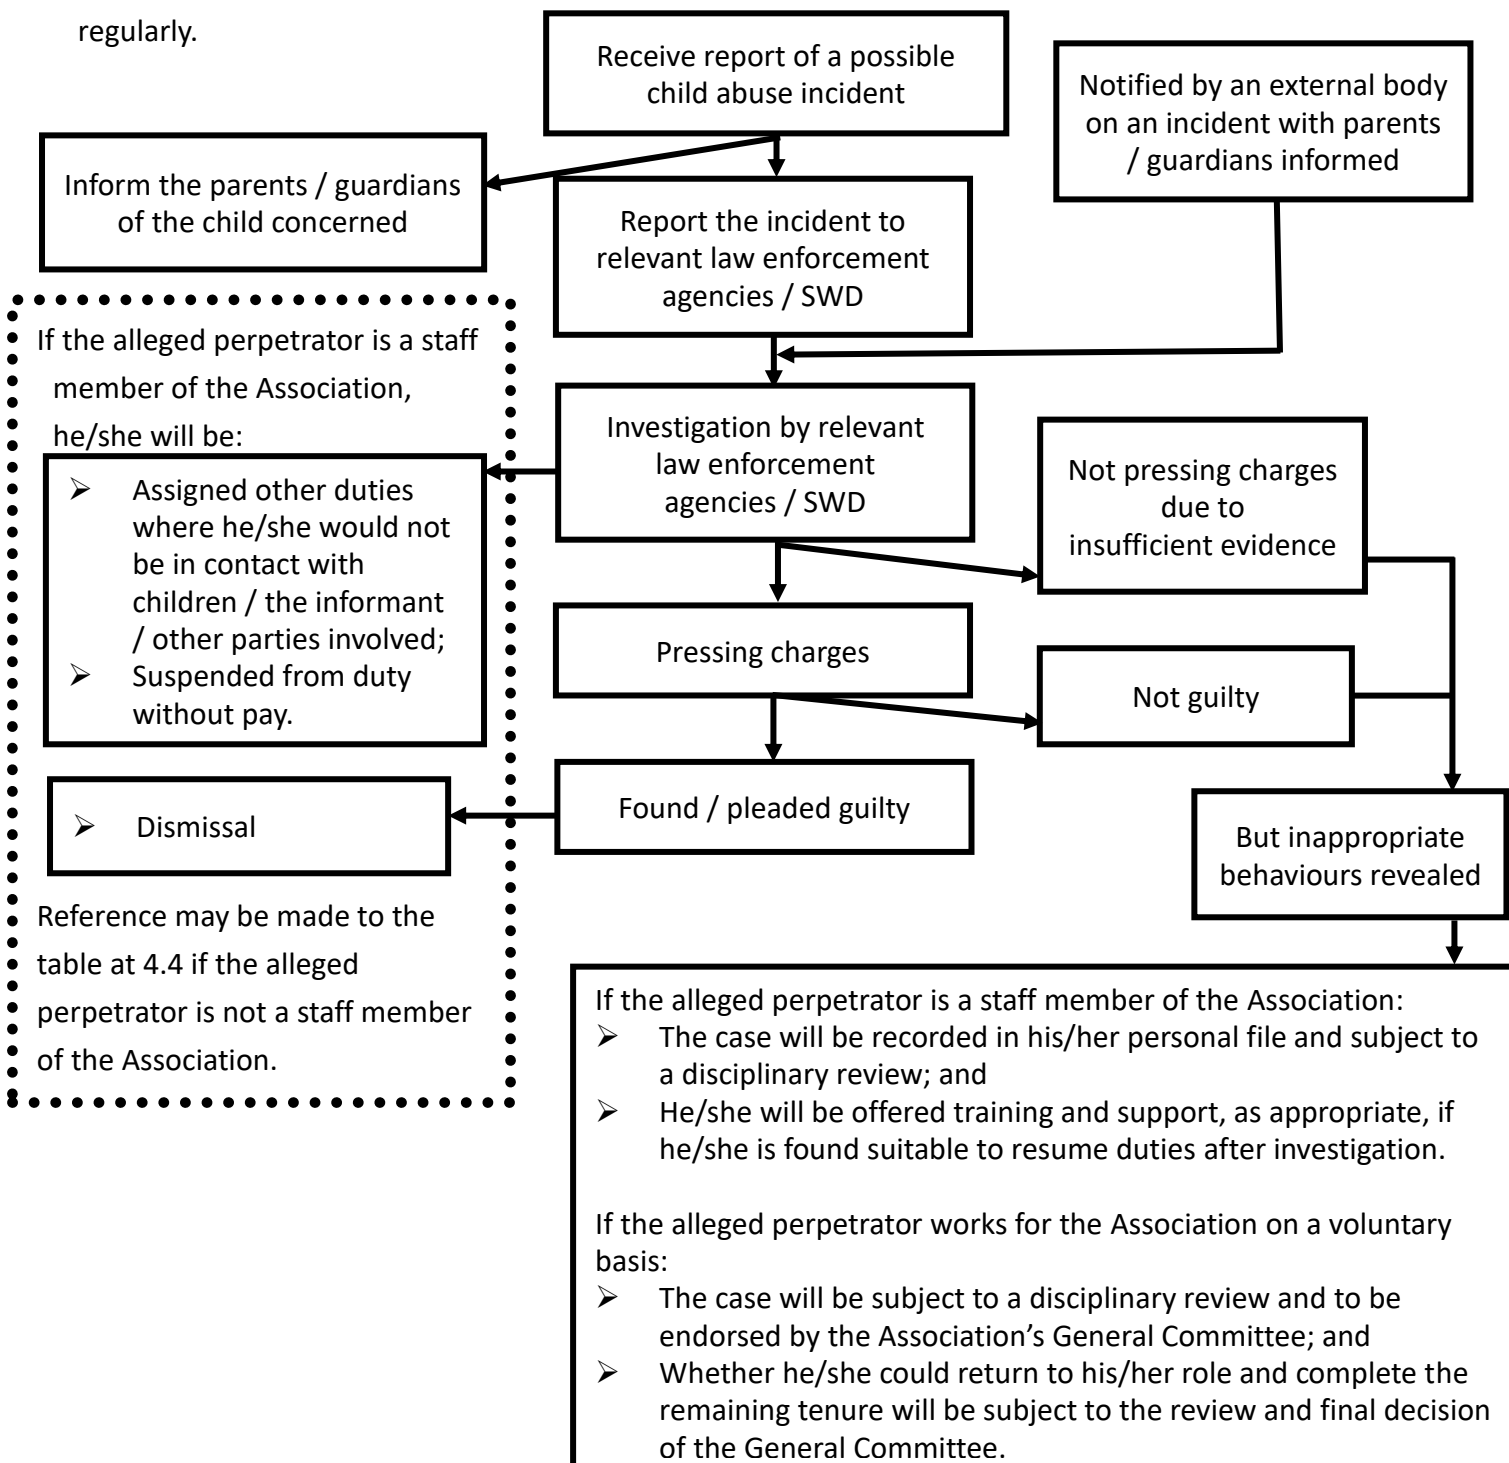 regularly.
Receive report of a possible
child abuse incident
Notified by an external body
on an incident with parents
/ guardians informed
Inform the parents / guardians
of the child concerned
Report the incident to
relevant law enforcement
agencies / SWD
If the alleged perpetrator is a staff
member of the Association,
he/she will be:
➢ Assigned other duties
where he/she would not
be in contact with
children / the informant
/ other parties involved;
➢ Suspended from duty
without pay.
Investigation by relevant
law enforcement
agencies / SWD
Not pressing charges
due to
insufficient evidence
Pressing charges
Not guilty
Found / pleaded guilty
➢ Dismissal
But inappropriate
behaviours revealed
Reference may be made to the
table at 4.4 if the alleged
perpetrator is not a staff member
of the Association.
If the alleged perpetrator is a staff member of the Association:
➢ The case will be recorded in his/her personal file and subject to
a disciplinary review; and
➢ He/she will be offered training and support, as appropriate, if
he/she is found suitable to resume duties after investigation.
If the alleged perpetrator works for the Association on a voluntary
basis:
➢ The case will be subject to a disciplinary review and to be
endorsed by the Association’s General Committee; and
➢ Whether he/she could return to his/her role and complete the
remaining tenure will be subject to the review and final decision
of the General Committee.